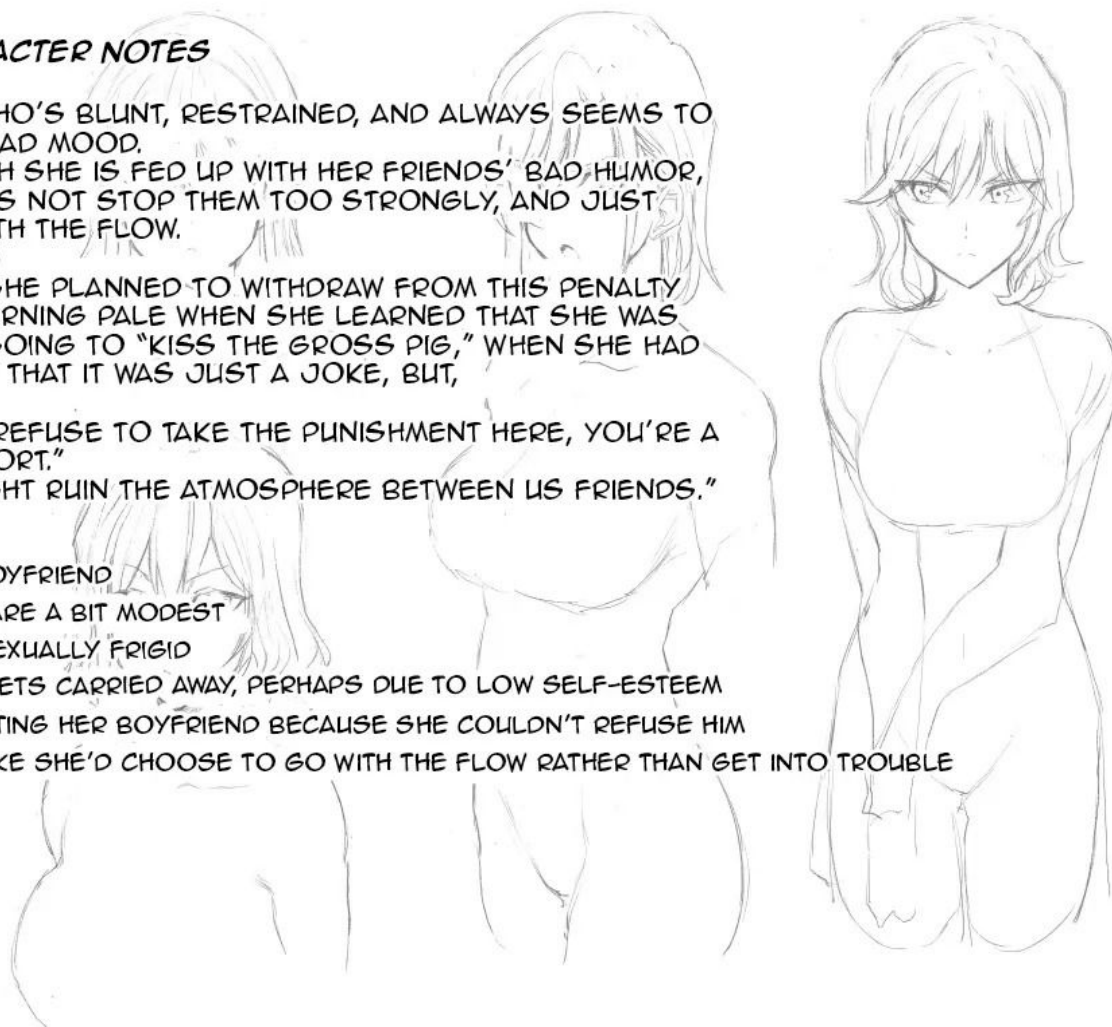 ACTER NOTES
HO'S BLUNT, RESTRAINED, AND ALWAYS SEEMS TO
AD MOOD.
H SHE IS FED UP WITH HER FRIENDS' BAD HUMOR,
S NOT STOP THEM TOO STRONGLY, AND JUST
TH THE FLOW.
SHE PLANNED TO WITHDRAW FROM THIS PENALTY
RNING PALE WHEN SHE LEARNED THAT SHE WAS
GOING TO "KISS THE GROSS PIG," WHEN SHE HAD
THAT IT WAS JUST A JOKE, BUT,
REFUSE TO TAKE THE PUNISHMENT HERE, YOU'RE A
ORT."
GHT RUIN THE ATMOSPHERE BETWEEN US FRIENDS."
OYFRIEND
ARE A BIT MODEST
EXUALLY FRIGID
ETS CARRIED AWAY, PERHAPS DUE TO LOW SELF-ESTEEM
TING HER BOYFRIEND BECAUSE SHE COULDN'T REFUSE HIM
KE SHE'D CHOOSE TO GO WITH THE FLOW RATHER THAN GET INTO TROUBLE